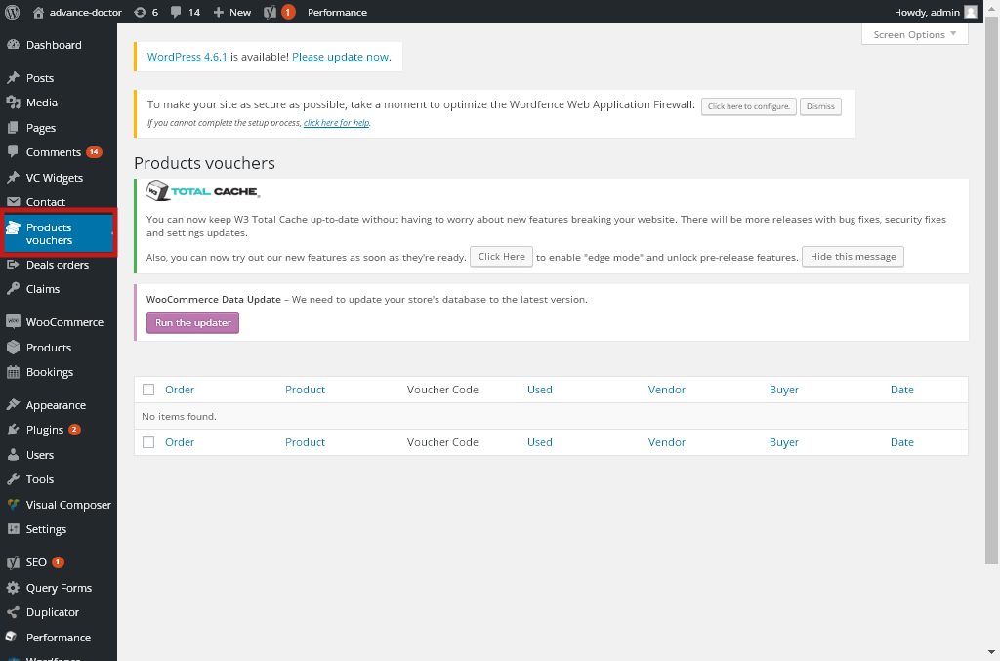 advance-doctor 6 14 New 1 Performance Howdy, admin
Screen Options
Dashboard
Posts
Media
Pages
Comments 14
VC Widgets
Contact
Products
vouchers
Deals orders
Claims
WooCommerce
Products
Bookings
Appearance
Plugins 2
Users
Tools
Visual Composer
Settings
SEO 1
Query Forms
Duplicator
Performance
Wordfence
WordPress 4.6.1 is available! Please update now.
To make your site as secure as possible, take a moment to optimize the Wordfence Web Application Firewall: Click here to configure. Dismiss
If you cannot complete the setup process, click here for help.
Products vouchers
W3 TOTAL CACHE
You can now keep W3 Total Cache up-to-date without having to worry about new features breaking your website. There will be more releases with bug fixes, security fixes
and settings updates.
Also, you can now try out our new features as soon as they're ready. Click Here to enable "edge mode" and unlock pre-release features. Hide this message
WooCommerce Data Update – We need to update your store's database to the latest version.
Run the updater
Order Product Voucher Code Used Vendor Buyer Date
No items found.
Order Product Voucher Code Used Vendor Buyer Date